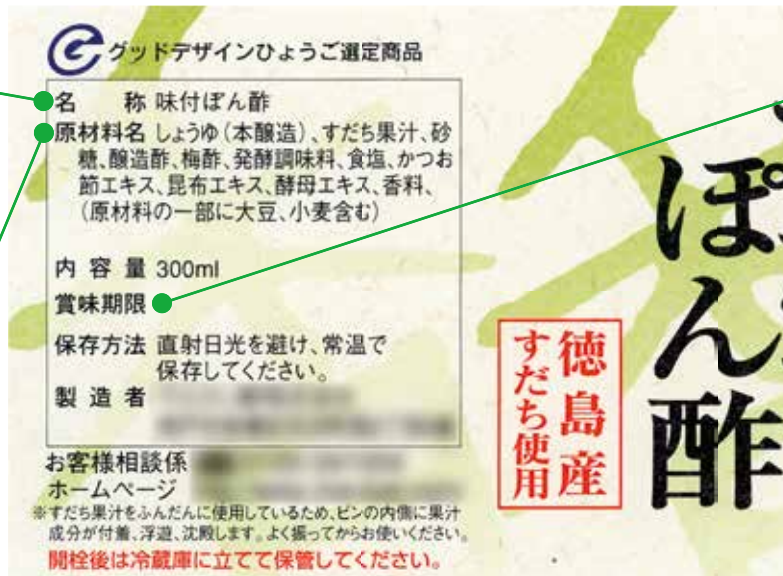 グッドデザインひょうご選定商品
名 称 味付ぽん酢
原材料名 しょうゆ(本醸造)、すだち果汁、砂
糖、醸造酢、梅酢、発酵調味料、食塩、かつお
節エキス、昆布エキス、酵母エキス、香料、
(原材料の一部に大豆、小麦含む)
内 容 量 300ml
賞味期限
保存方法 直射日光を避け、常温で
保存してください。
製 造 者
お客様相談係
ホームページ
※すだち果汁をふんだんに使用しているため、ビンの内側に果汁
成分が付着、浮遊、沈殿します。よく振ってからお使いください。
開栓後は冷蔵庫に立てて保管してください。
ぽん酢
徳島産
すだち使用